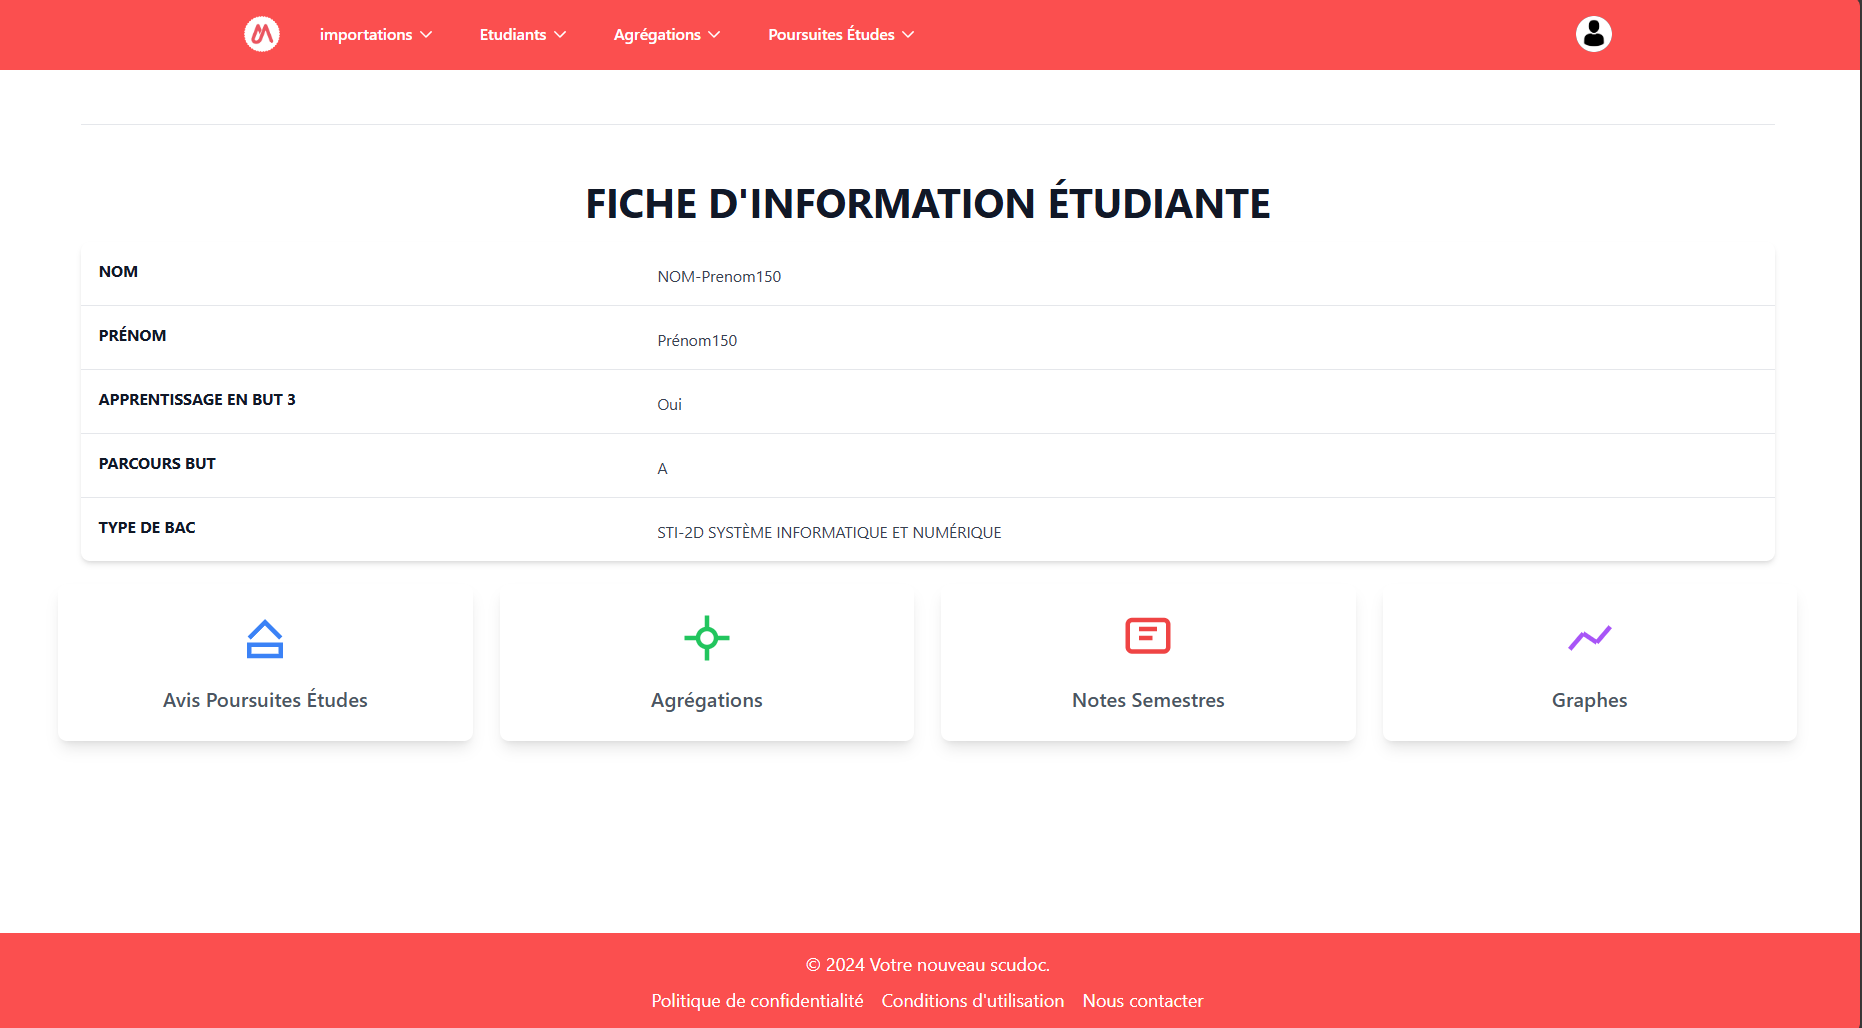 importations
Etudiants
Agrégations
Poursuites Études
FICHE D'INFORMATION ÉTUDIANTE
NOM
NOM-Prenom150
PRÉNOM
Prénom150
APPRENTISSAGE EN BUT 3
Oui
PARCOURS BUT
A
TYPE DE BAC
STI-2D SYSTÈME INFORMATIQUE ET NUMÉRIQUE
Avis Poursuites Études
Agrégations
Notes Semestres
Graphes
© 2024 Votre nouveau scudoc.
Politique de confidentialité Conditions d'utilisation Nous contacter